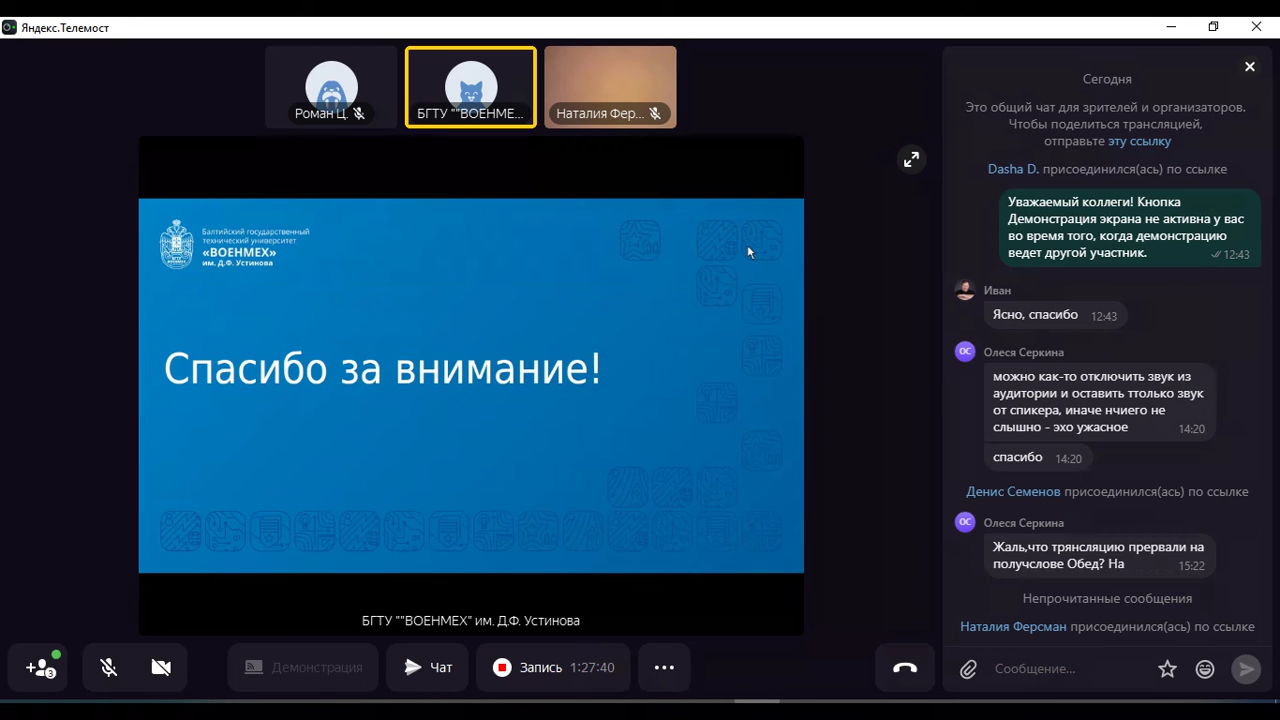 Яндекс.Телемост
Роман Ц.
БГТУ ""ВОЕНМЕ...
Наталия Фер...
Балтийский государственный
технический университет
«ВОЕНМЕХ»
им. Д.Ф. Устинова
Спасибо за внимание!
БГТУ ""ВОЕНМЕХ" им. Д.Ф. Устинова
3
Демонстрация
Чат
Запись 1:27:40
Сегодня
Это общий чат для зрителей и организаторов.
Чтобы поделиться трансляцией,
отправьте эту ссылку
Dasha D. присоединился(ась) по ссылке
Уважаемый коллеги! Кнопка
Демонстрация экрана не активна у вас
во время того, когда демонстрацию
ведет другой участник.
12:43
Иван
Ясно, спасибо 12:43
ОС Олеся Серкина
можно как-то отключить звук из
аудитории и оставить ттолько звук
от спикера, иначе нчиего не
слышно - эхо ужасное 14:20
спасибо 14:20
Денис Семенов присоединился(ась) по ссылке
ОС Олеся Серкина
Жаль,что трянсляцию прервали на
получслове Обед? На 15:22
Непрочитанные сообщения
Наталия Ферсман присоединился(ась) по ссылке
Сообщение...